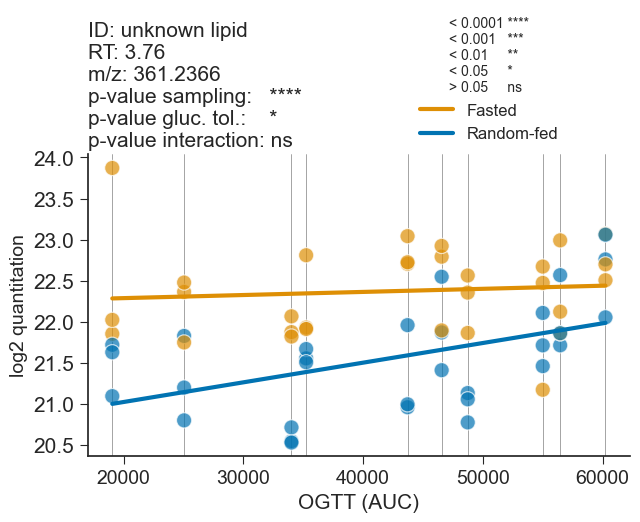 ID: unknown lipid
RT: 3.76
m/z: 361.2366
p-value sampling: ****
p-value gluc. tol.: *
p-value interaction: ns
< 0.0001 ****
< 0.001 ***
< 0.01 **
< 0.05 *
> 0.05 ns
Fasted
Random-fed
24.0
23.5
23.0
22.5
22.0
21.5
21.0
20.5
log2 quantitation
20000 30000 40000 50000 60000
OGTT (AUC)